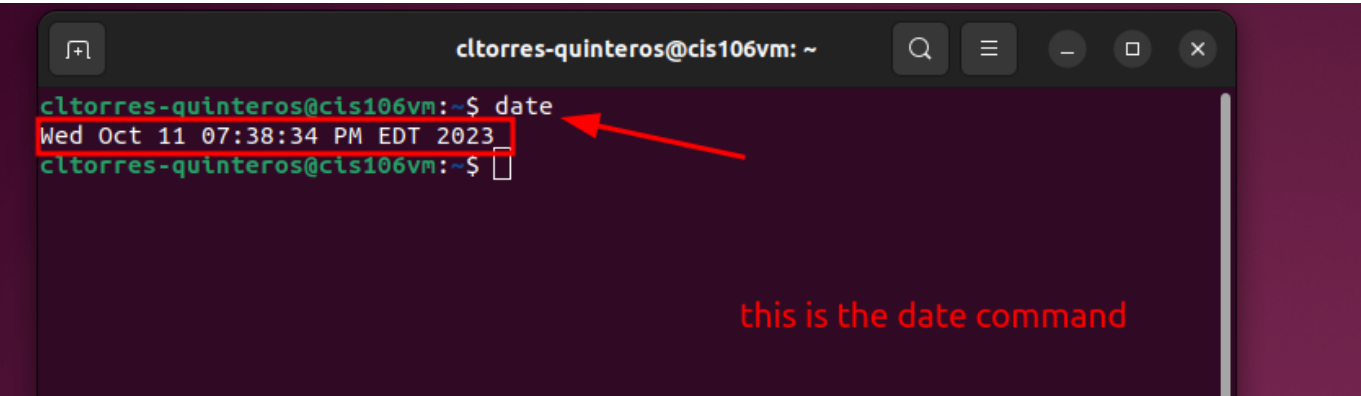 cltorres-quinteros@cis106vm: ~
cltorres-quinteros@cis106vm:~$ date
Wed Oct 11 07:38:34 PM EDT 2023
cltorres-quinteros@cis106vm:~$
this is the date command